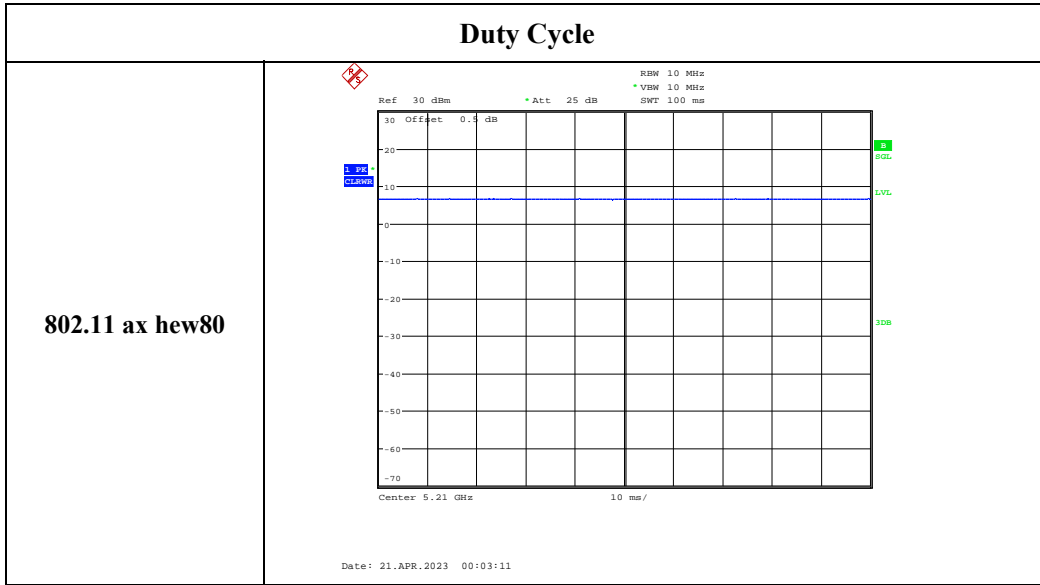 Duty Cycle
802.11 ax hew80
R S
RBW 10 MHz
* VBW 10 MHz
Ref 30 dBm * Att 25 dB SWT 100 ms
30 Offset 0.5 dB
B
SGL
20
1 PK *
CLRWR
10
LVL
0
-10
-20
3DB
-30
-40
-50
-60
-70
Center 5.21 GHz 10 ms/
Date: 21.APR.2023 00:03:11